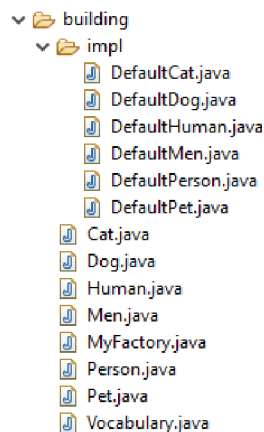 building
impl
DefaultCat.java
DefaultDog.java
DefaultHuman.java
DefaultMen.java
DefaultPerson.java
DefaultPet.java
Cat.java
Dog.java
Human.java
Men.java
MyFactory.java
Person.java
Pet.java
Vocabulary.java